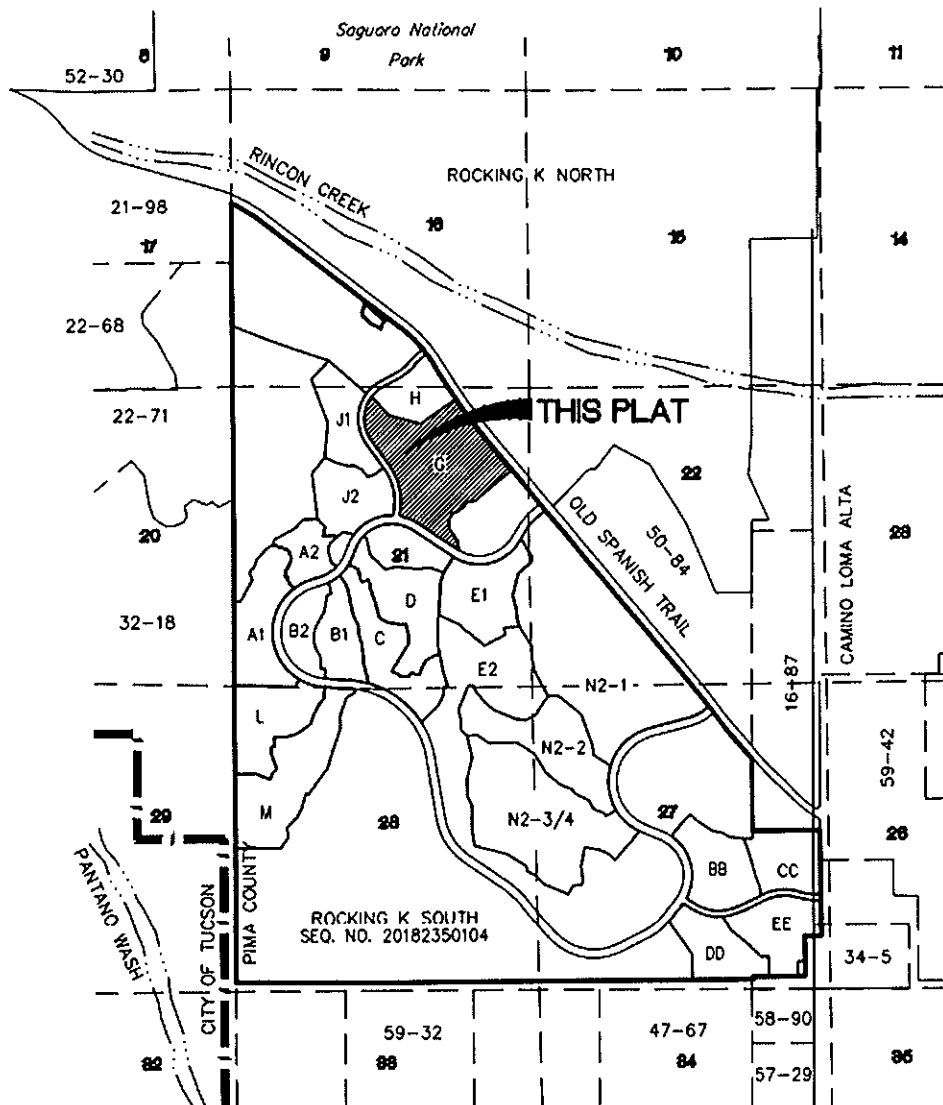 Saguaro National
Park
8
9
10
11
52-30
RINCON CREEK
ROCKING K NORTH
21-98
17
16
15
14
22-68
22-71
H
J1
THIS PLAT
G
22
J2
OLD SPANISH TRAIL
50-84
CAMINO LOMA ALTA
20
A2
21
D
E1
32-18
A1
B2
B1
C
E2
N2-1
16-87
L
N2-2
59-42
29
M
28
N2-3/4
27
26
BB
CC
PANTANO WASH
CITY OF TUCSON
PIMA COUNTY
ROCKING K SOUTH
SEQ. NO. 20182350104
EE
DD
34-5
59-32
47-67
58-90
32
33
34
35
57-29